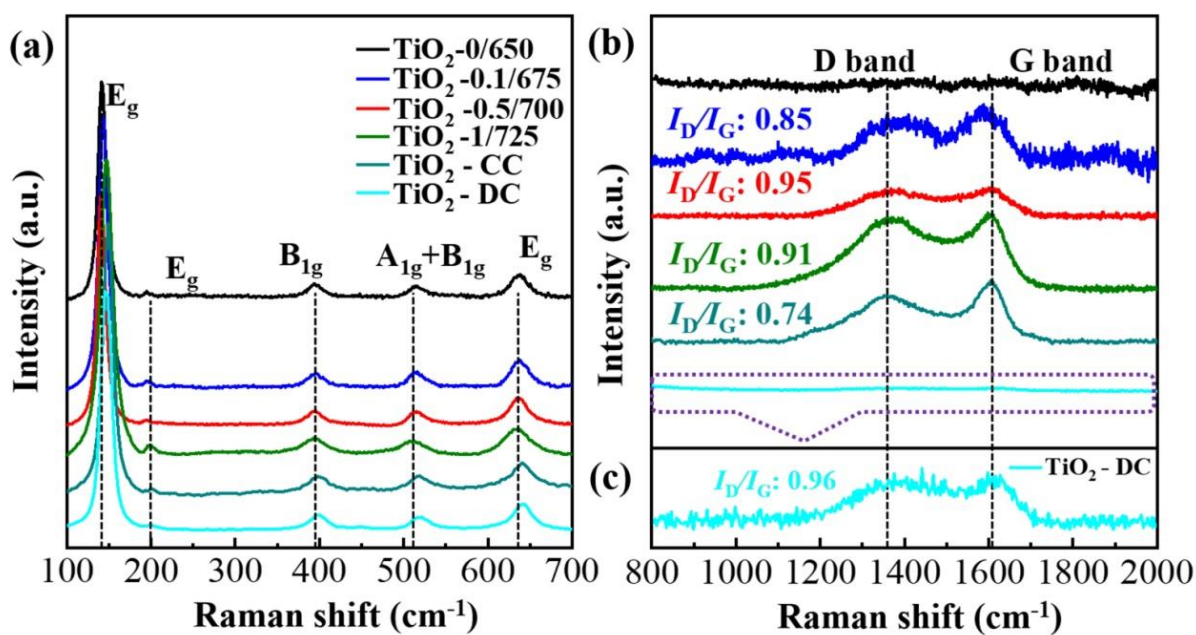 (a)
TiO2-0/650
TiO2-0.1/675
TiO2-0.5/700
TiO2-1/725
TiO2 - CC
TiO2 - DC
Eg
Eg
B1g
A1g+B1g
Eg
Intensity (a.u.)
100 200 300 400 500 600 700
Raman shift (cm-1)
(b)
D band
G band
ID/IG: 0.85
ID/IG: 0.95
ID/IG: 0.91
ID/IG: 0.74
Intensity (a.u.)
(c)
ID/IG: 0.96
TiO2 - DC
800 1000 1200 1400 1600 1800 2000
Raman shift (cm-1)